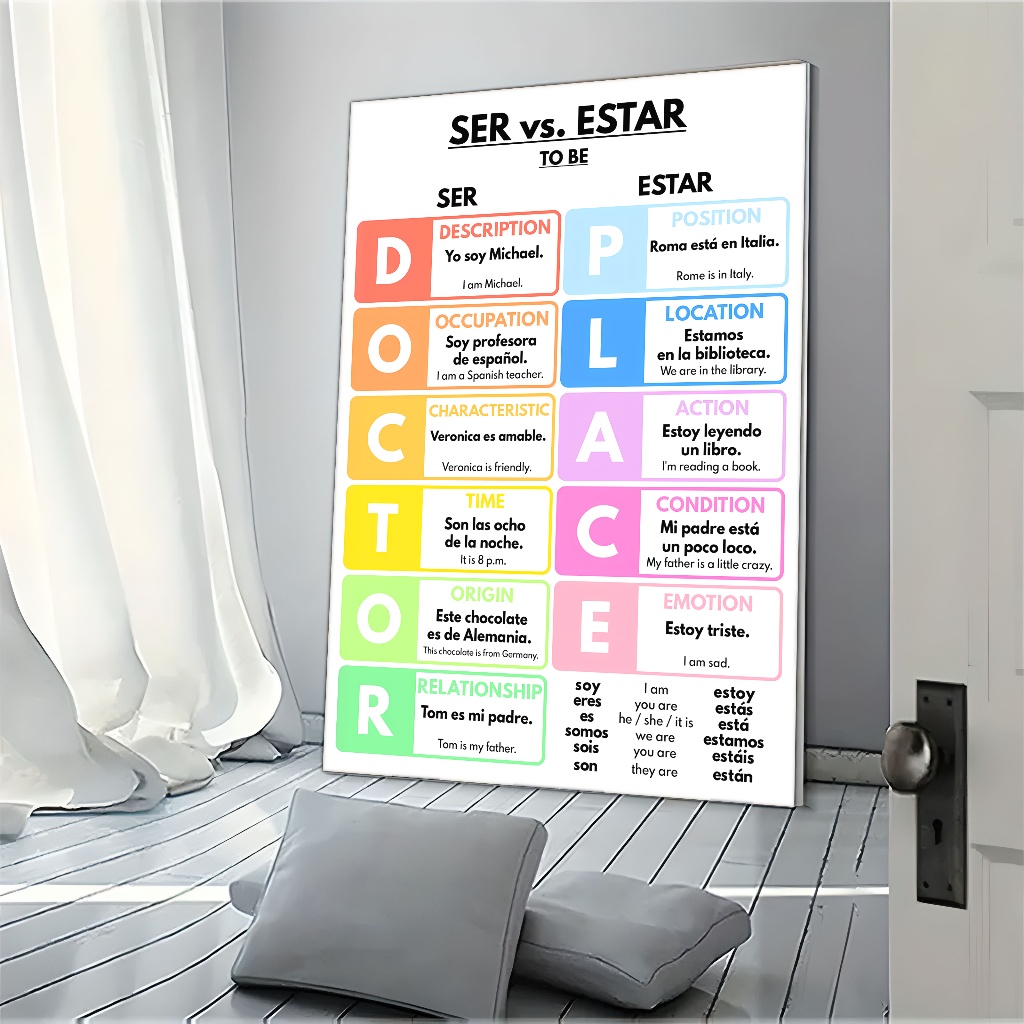 SER vs. ESTAR
TO BE
SER
D
DESCRIPTION
Yo soy Michael.
I am Michael.
O
OCCUPATION
Soy profesora
de español.
I am a Spanish teacher.
C
CHARACTERISTIC
Veronica es amable.
Veronica is friendly.
T
TIME
Son las ocho
de la noche.
It is 8 p.m.
O
ORIGIN
Este chocolate
es de Alemania.
This chocolate is from Germany.
R
RELATIONSHIP
Tom es mi padre.
Tom is my father.
ESTAR
P
POSITION
Roma está en Italia.
Rome is in Italy.
L
LOCATION
Estamos
en la biblioteca.
We are in the library.
A
ACTION
Estoy leyendo
un libro.
I'm reading a book.
C
CONDITION
Mi padre está
un poco loco.
My father is a little crazy.
E
EMOTION
Estoy triste.
I am sad.
soy I am estoy
eres you are estás
es he / she / it is está
somos we are estamos
sois you are estáis
son they are están